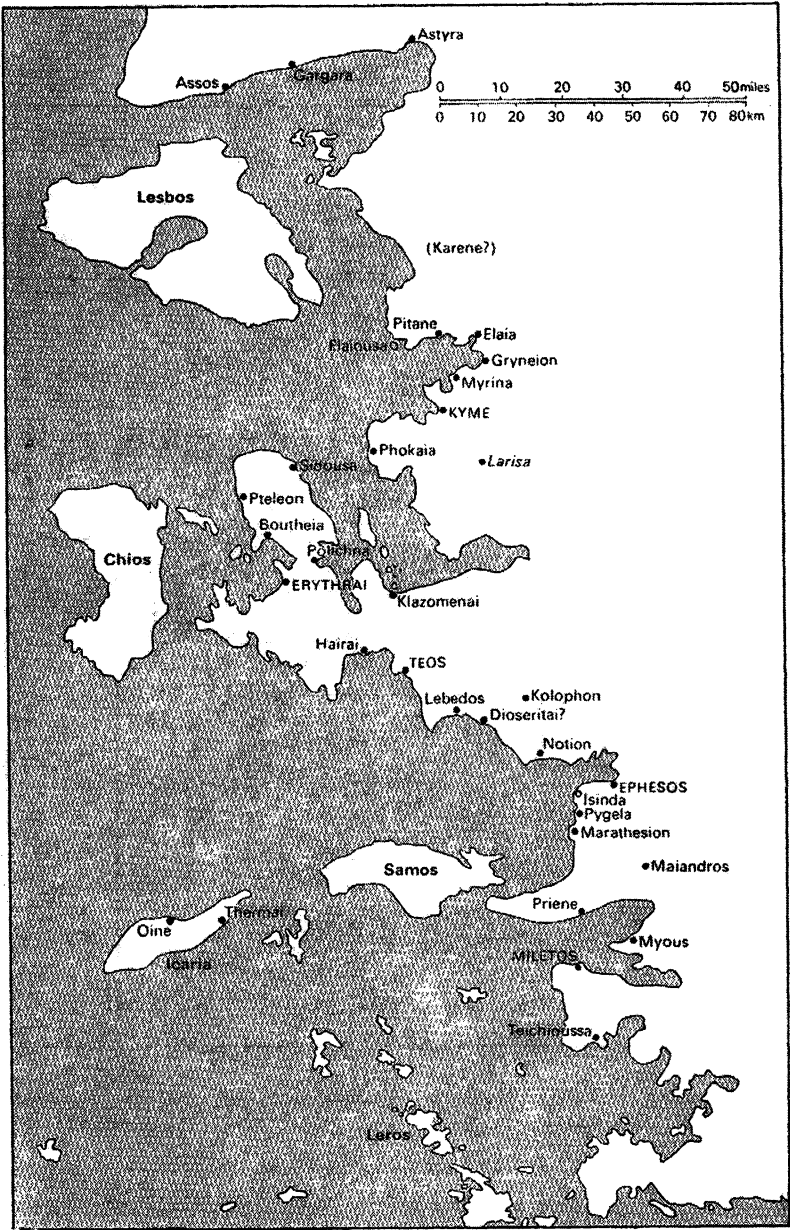 Astyra
Gargara
Assos
0 10 20 30 40 50miles
0 10 20 30 40 50 60 70 80km
Lesbos
(Karene?)
Pitane
Elaia
Elaiousa
Gryneion
Myrina
KYME
Phokaia
Larisa
Sidousa
Pteleon
Boutheia
Polichna
Chios
ERYTHRAI
Klazomenai
Hairai
TEOS
Lebedos
Kolophon
Dioseritai?
Notion
EPHESOS
Isinda
Pygela
Marathesion
Samos
Maiandros
Priene
Thermai
Oine
Myous
MILETOS
Icaria
Teichioussa
Leros